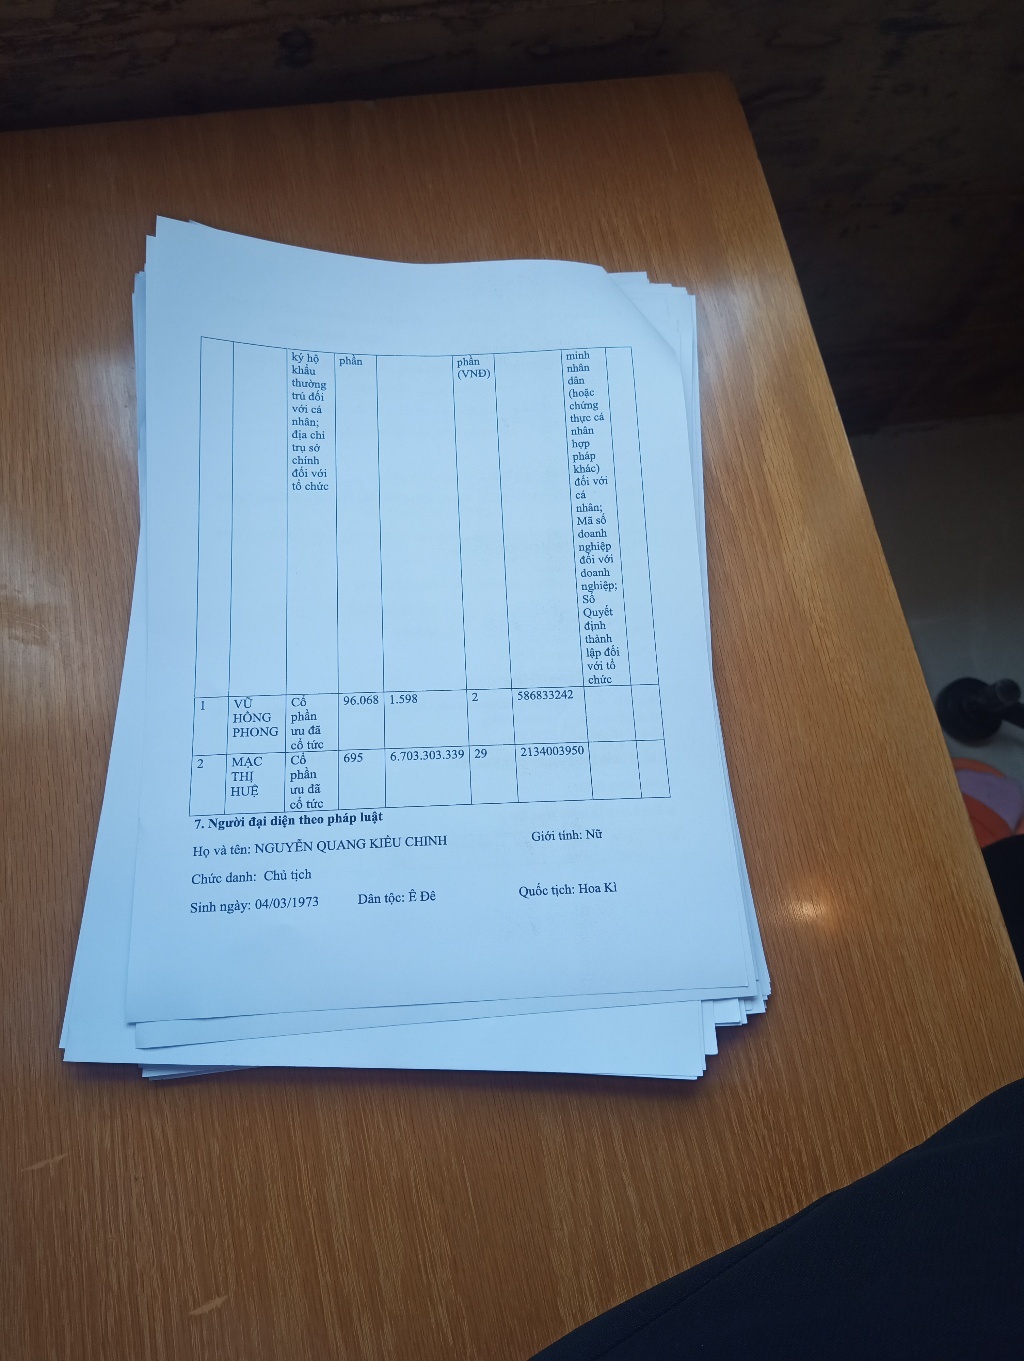 ký hộ
khẩu
thường
trú đối
với cá
nhân;
địa chỉ
trụ sở
chính
đối với
tổ chức
phần
phần
(VNĐ)
minh
nhân
dân
(hoặc
chứng
thực cá
nhân
hợp
pháp
khác)
đối với
cá
nhân;
Mã số
doanh
nghiệp
đối với
doanh
nghiệp;
Số
Quyết
định
thành
lập đối
với tổ
chức
1 VŨ HỒNG PHONG Cổ phần ưu đã cổ tức 96.068 1.598 2 586833242
2 MẠC THỊ HUỆ Cổ phần ưu dã cổ tức 695 6.703.303.339 29 2134003950
7. Người đại diện theo pháp luật
Họ và tên: NGUYỄN QUANG KIỀU CHINH Giới tính: Nữ
Chức danh: Chủ tịch
Sinh ngày: 04/03/1973 Dân tộc: Ê Đê Quốc tịch: Hoa Kì